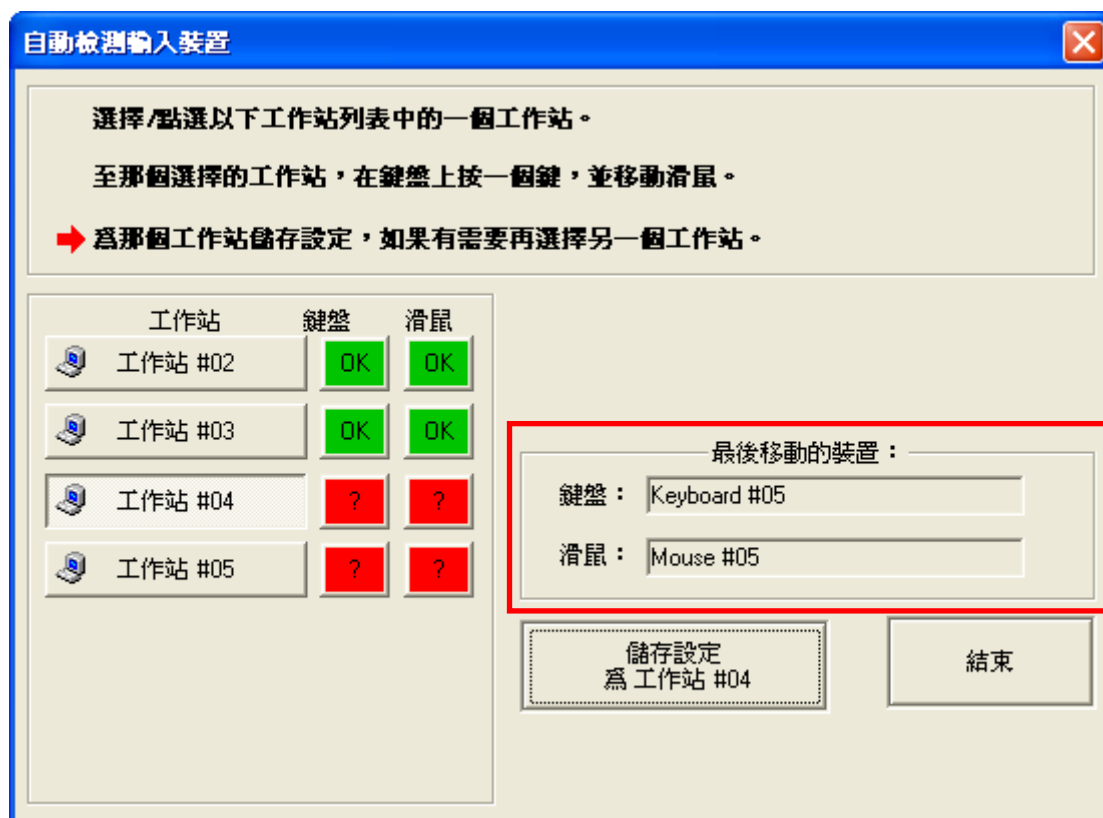 自動檢測輸入裝置
選擇/點選以下工作站列表中的一個工作站。
至那個選擇的工作站，在鍵盤上按一個鍵，並移動滑鼠。
為那個工作站儲存設定，如果有需要再選擇另一個工作站。
工作站 鍵盤 滑鼠
工作站 #02 OK OK
工作站 #03 OK OK
工作站 #04 ? ?
工作站 #05 ? ?
最後移動的裝置：
鍵盤： Keyboard #05
滑鼠： Mouse #05
儲存設定
為 工作站 #04
結束